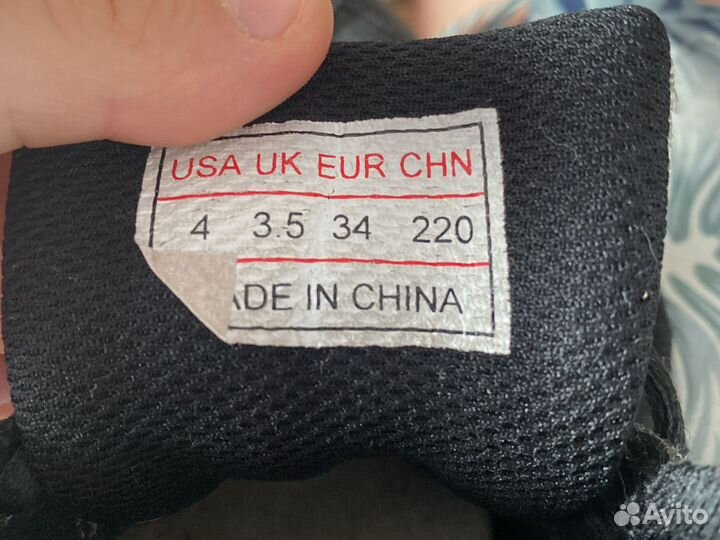 USA UK EUR CHN
4 3.5 34 220
ADE IN CHINA
Avito